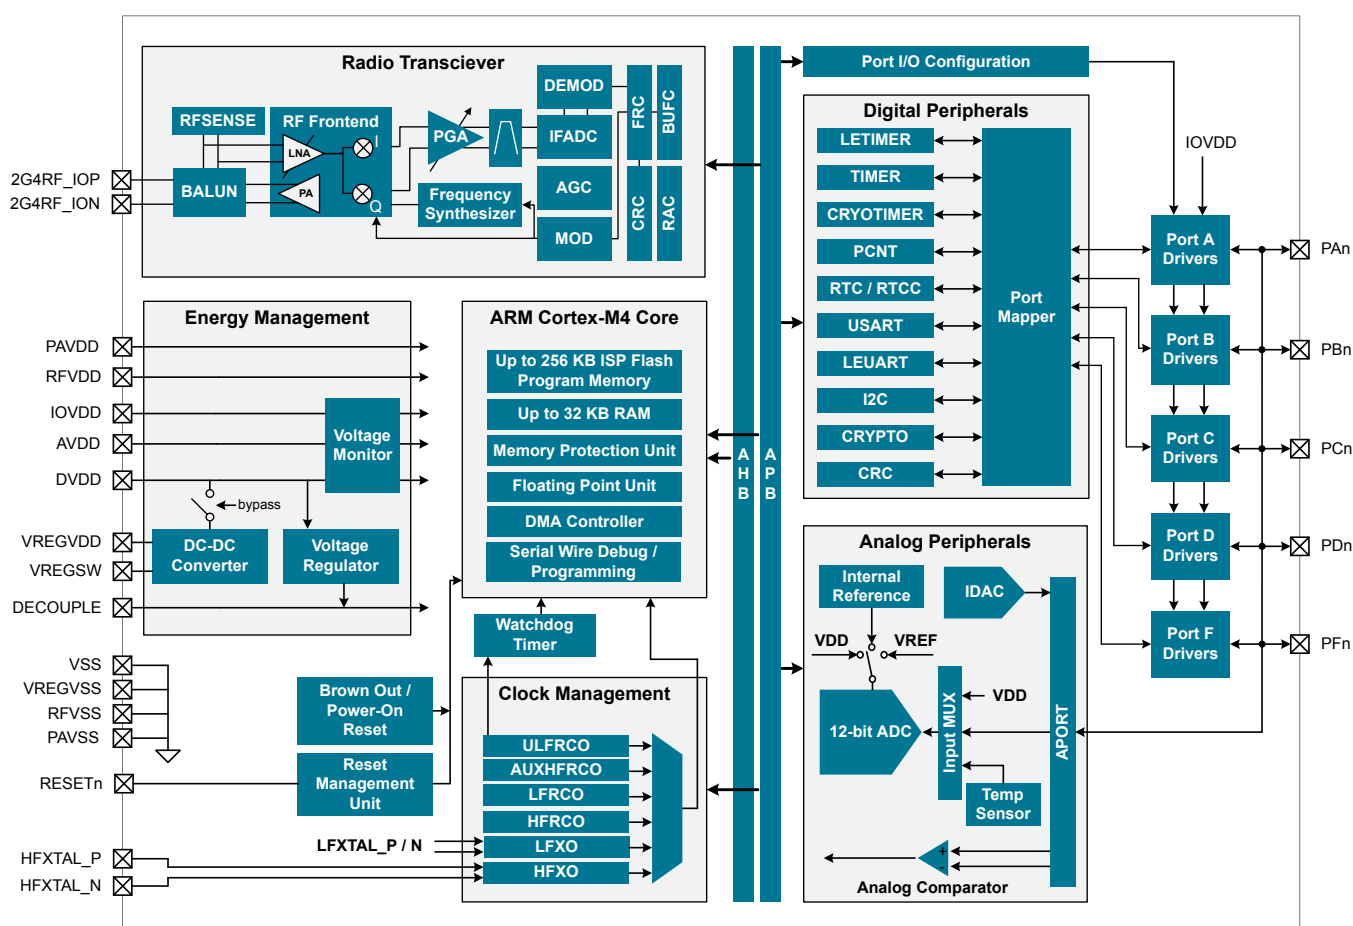 Radio Transciever
RFSENSE
RF Frontend
I
LNA
PA
Q
BALUN
PGA
DEMOD
IFADC
AGC
MOD
Frequency
Synthesizer
FRC
BUFC
CRC
RAC
2G4RF_IOP
2G4RF_ION
Energy Management
PAVDD
RFVDD
IOVDD
AVDD
DVDD
Voltage
Monitor
bypass
VREGVDD
VREGSW
DC-DC
Converter
Voltage
Regulator
DECOUPLE
VSS
VREGVSS
RFVSS
PAVSS
RESETn
HFXTAL_P
HFXTAL_N
ARM Cortex-M4 Core
Up to 256 KB ISP Flash
Program Memory
Up to 32 KB RAM
Memory Protection Unit
Floating Point Unit
DMA Controller
Serial Wire Debug /
Programming
Watchdog
Timer
Brown Out /
Power-On
Reset
Reset
Management
Unit
Clock Management
ULFRCO
AUXHFRCO
LFRCO
HFRCO
LFXO
HFXO
LFXTAL_P / N
A
H
B
A
P
B
Port I/O Configuration
Digital Peripherals
LETIMER
TIMER
CRYOTIMER
PCNT
RTC / RTCC
USART
LEUART
I2C
CRYPTO
CRC
Port
Mapper
Analog Peripherals
Internal
Reference
IDAC
VDD
VREF
12-bit ADC
Input MUX
VDD
Temp
Sensor
APORT
+
-
Analog Comparator
IOVDD
Port A
Drivers
Port B
Drivers
Port C
Drivers
Port D
Drivers
Port F
Drivers
PAn
PBn
PCn
PDn
PFn